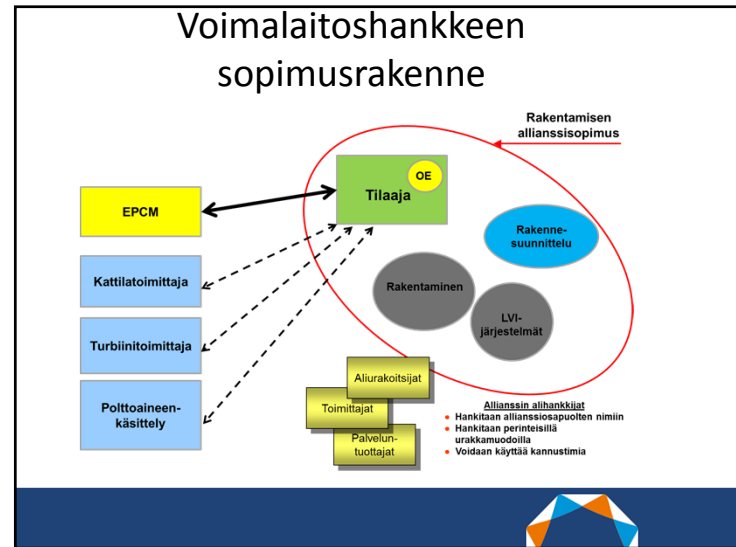 Voimalaitoshankkeen
sopimusrakenne
Rakentamisen
allianssisopimus
OE
Tilaaja
EPCM
Rakenne-
suunnittelu
Kattilatoimittaja
Rakentaminen
LVI-
järjestelmät
Turbiinitoimittaja
Polttoaineen-
käsittely
Aliurakoitsijat
Toimittajat
Palvelun-
tuottajat
Allianssin alihankkijat
● Hankitaan allianssiosapuolten nimiin
● Hankitaan perinteisillä
urakkamuodoilla
● Voidaan käyttää kannustimia